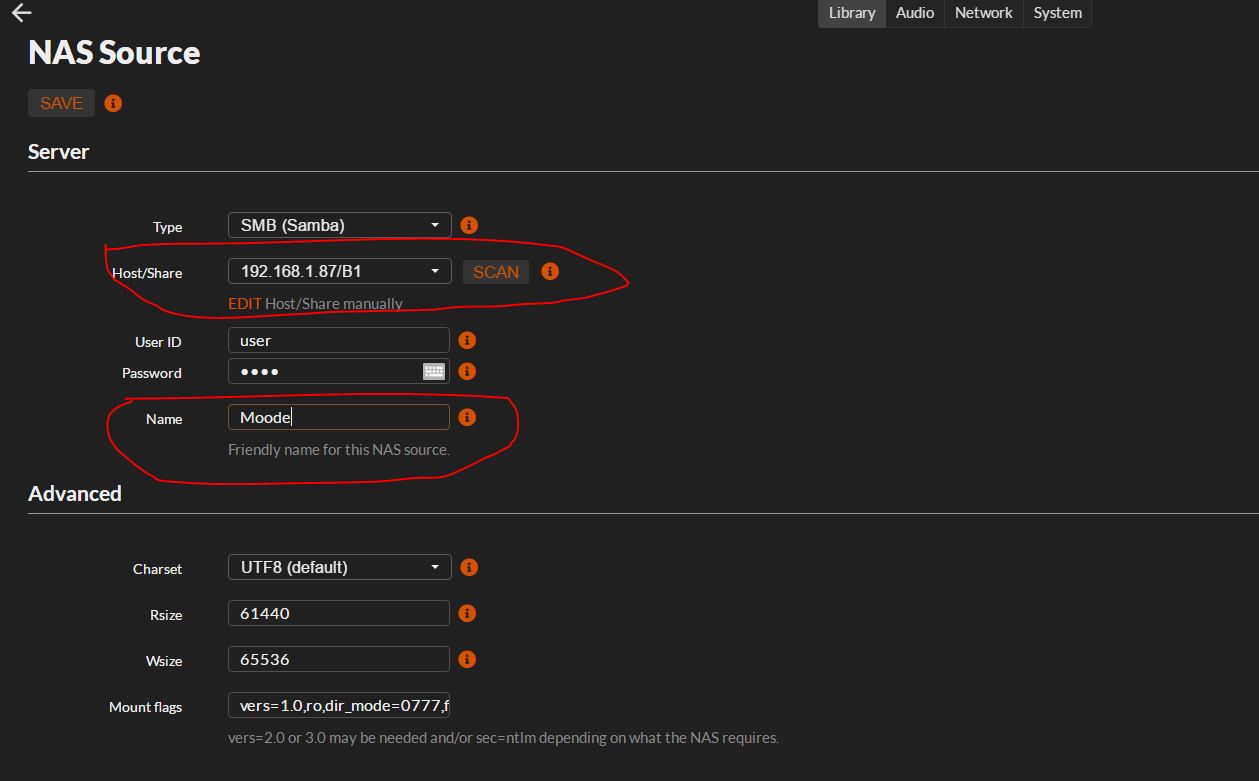 Library Audio Network System
NAS Source
SAVE
Server
Type SMB (Samba)
Host/Share 192.168.1.87/B1 SCAN
EDIT Host/Share manually
User ID user
Password ••••
Name Moode
Friendly name for this NAS source.
Advanced
Charset UTF8 (default)
Rsize 61440
Wsize 65536
Mount flags vers=1.0,ro,dir_mode=0777,f
vers=2.0 or 3.0 may be needed and/or sec=ntlm depending on what the NAS requires.